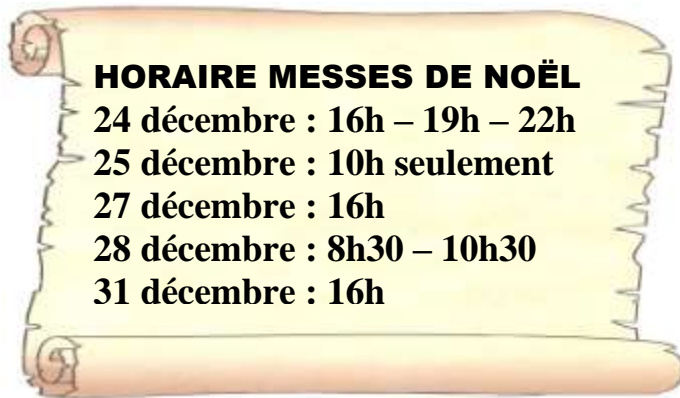 HORAIRE MESSES DE NOËL
24 décembre : 16h – 19h – 22h
25 décembre : 10h seulement
27 décembre : 16h
28 décembre : 8h30 – 10h30
31 décembre : 16h